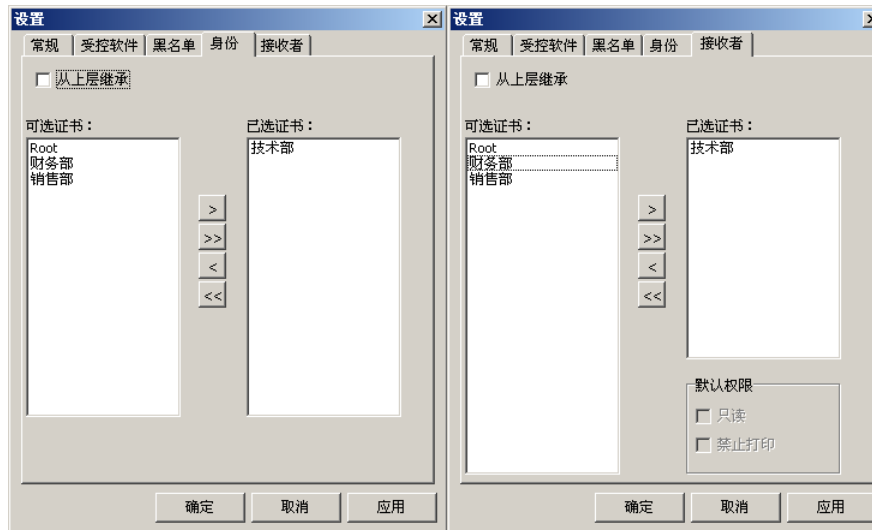 设置
常规 受控软件 黑名单 身份 接收者
从上层继承
可选证书： 已选证书：
Root
财务部
销售部
技术部
>
>>
<
<<
确定 取消 应用
设置
常规 受控软件 黑名单 身份 接收者
从上层继承
可选证书： 已选证书：
Root
财务部
销售部
技术部
>
>>
<
<<
默认权限
只读
禁止打印
确定 取消 应用